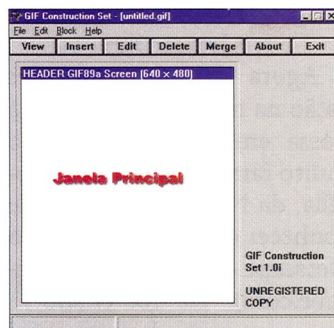 GIF Construction Set - [untitled.gif]
File Edit Block Help
View Insert Edit Delete Merge About Exit
HEADER GIF89a Screen (640 x 480)
Janela Principal
GIF Construction
Set 1.0i
UNREGISTERED
COPY